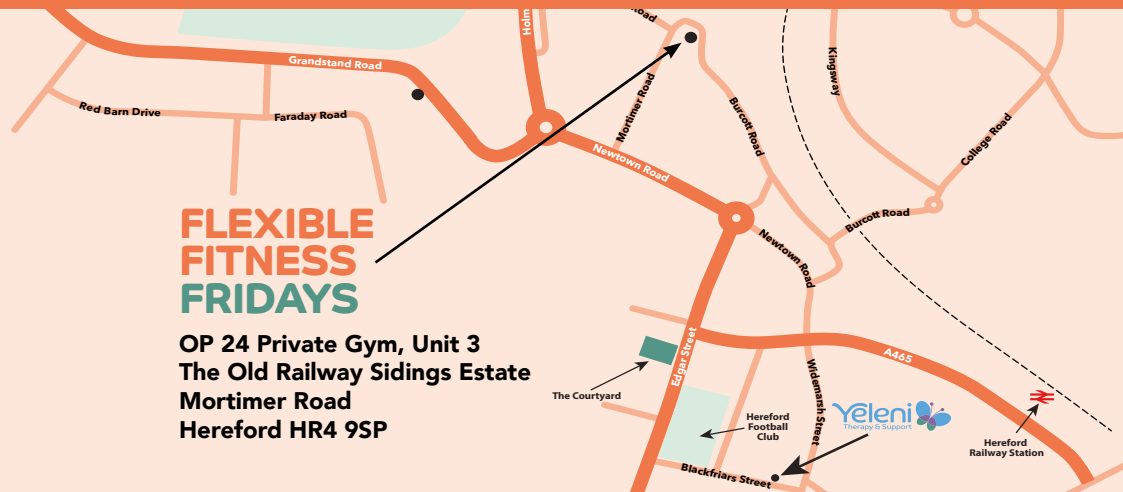 Holm
Road
Grandstand Road
Kingsway
Red Barn Drive
Faraday Road
Mortimer Road
Burcott Road
College Road
Newtown Road
Burcott Road
Newtown Road
FLEXIBLE
FITNESS
FRIDAYS
OP 24 Private Gym, Unit 3
The Old Railway Sidings Estate
Mortimer Road
Hereford HR4 9SP
Edgar Street
A465
The Courtyard
Widemarsh Street
Yeleni
Therapy & Support
Hereford
Football
Club
Hereford
Railway Station
Blackfriars Street